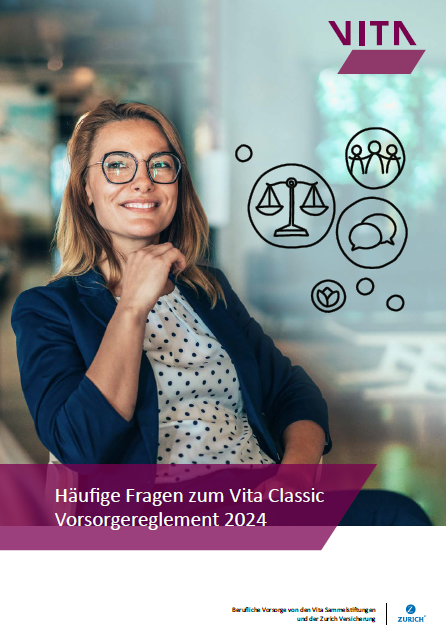 VITA
Häufige Fragen zum Vita Classic
Vorsorgereglement 2024
Berufliche Vorsorge von den Vita Sammelstiftungen
und der Zurich Versicherung
ZURICH